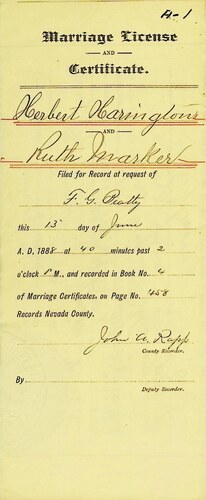 A-1
Marriage License
AND
Certificate.
Herbert Harington
AND
Ruth Marker
Filed for Record at request of
F. G. Beatty
this 15 day of June
A. D. 1888 at 40 minutes past 2
o'clock P M., and recorded in Book No. 4
of Marriage Certificates, on Page No. 458
Records Nevada County.
John A. Rapp
County Recorder.
By
Deputy Recorder.